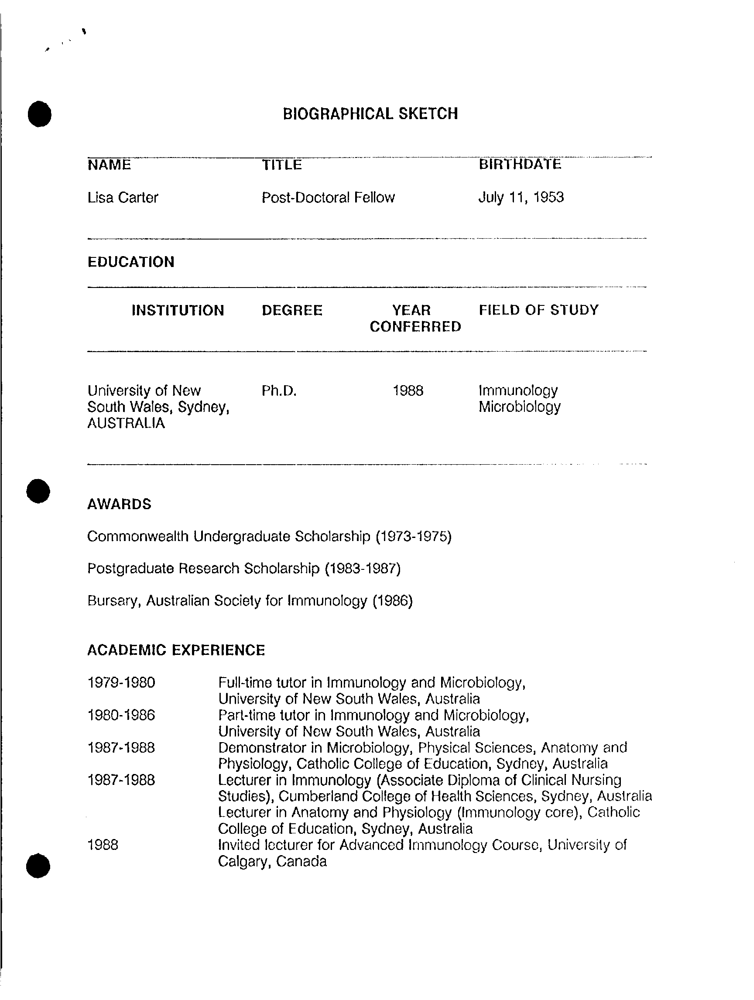 BIOGRAPHICAL SKETCH
NAME TITLE BIRTHDATE
Lisa Carter Post-Doctoral Fellow July 11, 1953
EDUCATION
INSTITUTION DEGREE YEAR CONFERRED FIELD OF STUDY
University of New Ph.D. 1988 Immunology
South Wales, Sydney, Microbiology
AUSTRALIA
AWARDS
Commonwealth Undergraduate Scholarship (1973-1975)
Postgraduate Research Scholarship (1983-1987)
Bursary, Australian Society for Immunology (1986)
ACADEMIC EXPERIENCE
1979-1980 Full-time tutor in Immunology and Microbiology,
University of New South Wales, Australia
1980-1986 Part-time tutor in Immunology and Microbiology,
University of New South Wales, Australia
1987-1988 Demonstrator in Microbiology, Physical Sciences, Anatomy and
Physiology, Catholic College of Education, Sydney, Australia
1987-1988 Lecturer in Immunology (Associate Diploma of Clinical Nursing
Studies), Cumberland College of Health Sciences, Sydney, Australia
Lecturer in Anatomy and Physiology (Immunology core), Catholic
College of Education, Sydney, Australia
1988 Invited lecturer for Advanced Immunology Course, University of
Calgary, Canada